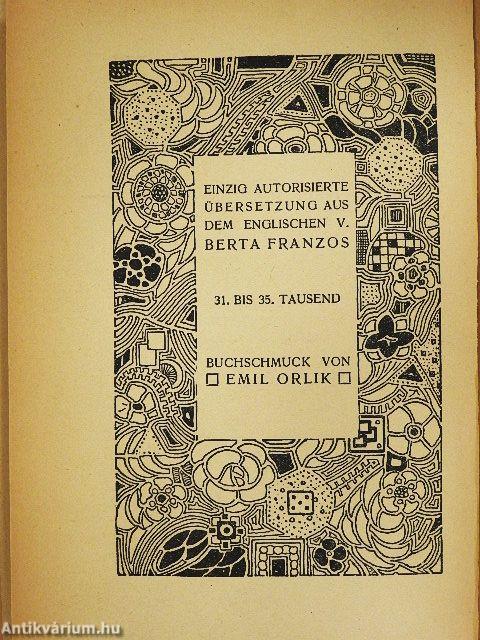 EINZIG AUTORISIERTE
ÜBERSETZUNG AUS
DEM ENGLISCHEN V.
BERTA FRANZOS
31. BIS 35. TAUSEND
BUCHSCHMUCK VON
EMIL ORLIK
Antikvárium.hu